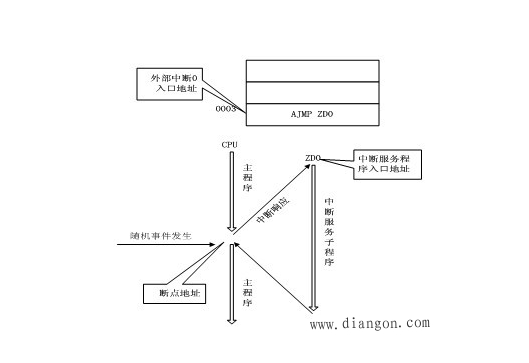 外部中断0
入口地址
0003
AJMP ZDO
CPU
ZDO
中断服务程
序入口地址
主程序
中断响应
中断服务子程序
随机事件发生
断点地址
主程序
www.diangon.com